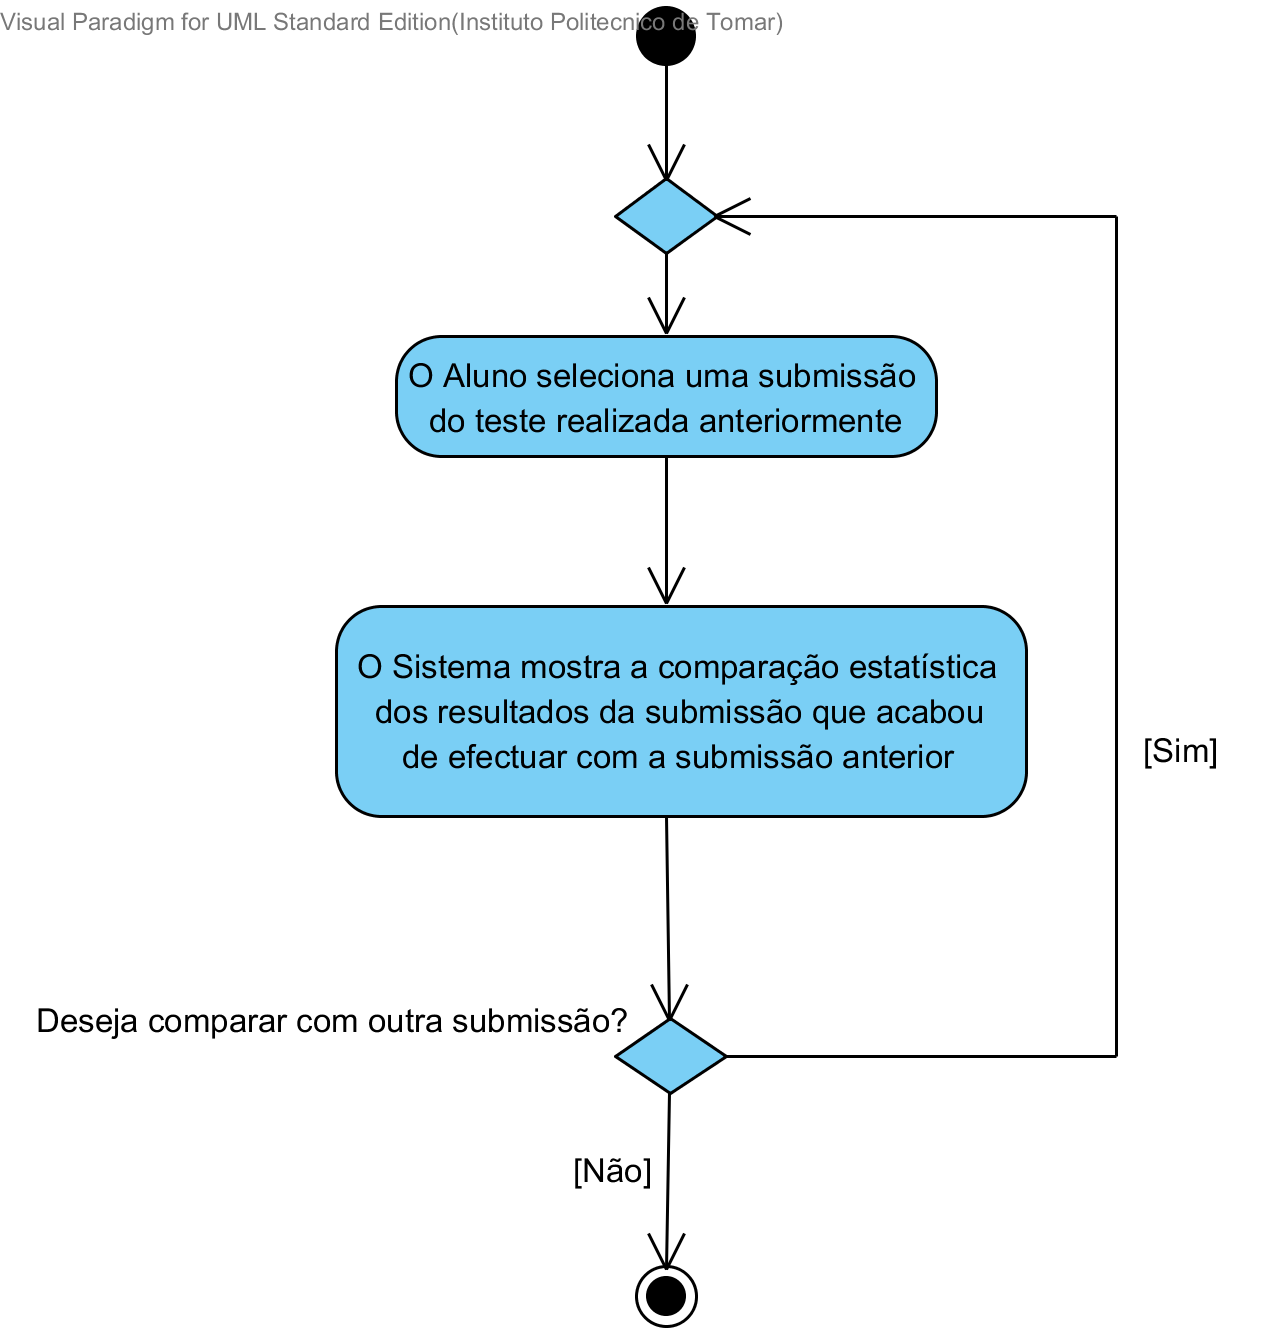 Visual Paradigm for UML Standard Edition(Instituto Politecnico de Tomar)
O Aluno seleciona uma submissão
do teste realizada anteriormente
O Sistema mostra a comparação estatística
dos resultados da submissão que acabou
de efectuar com a submissão anterior
[Sim]
Deseja comparar com outra submissão?
[Não]